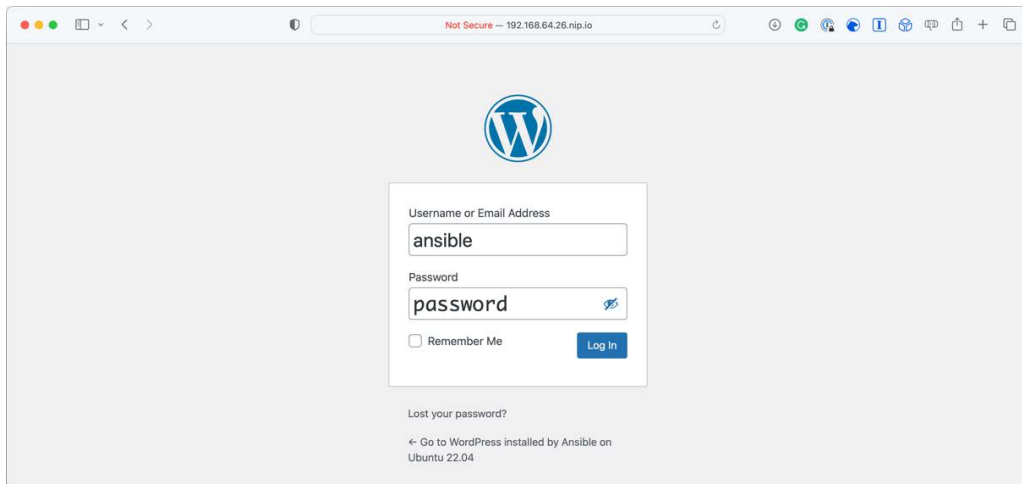 Not Secure — 192.168.64.26.nip.io
Username or Email Address
ansible
Password
password
Remember Me
Log In
Lost your password?
← Go to WordPress installed by Ansible on
Ubuntu 22.04